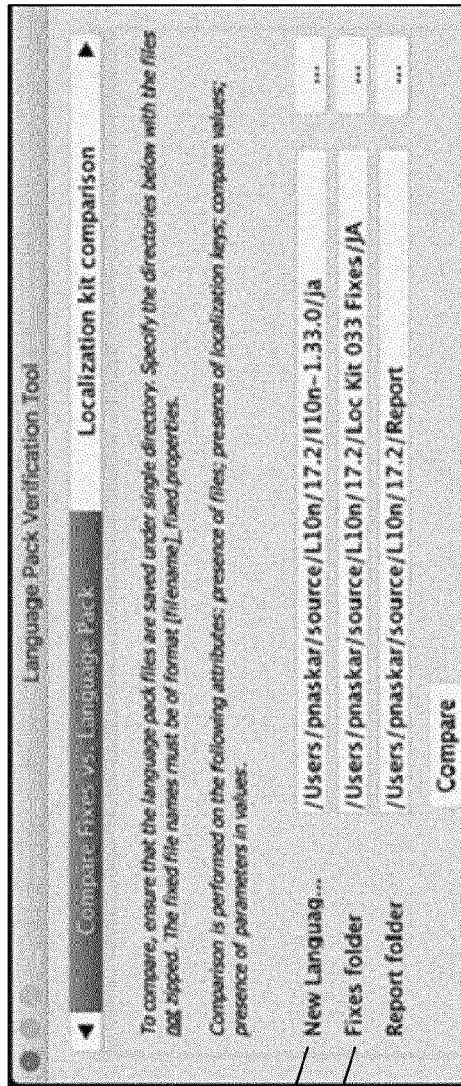 Language Pack Verification Tool
Compare Fixes vs. Language Pack
Localization kit comparison
To compare, ensure that the language pack files are saved under single directory. Specify the directories below with the files
not zipped. The fixed file names must be of format [filename]_fixed.properties.
Comparison is performed on the following attributes: presence of files; presence of localization keys; compare values;
presence of parameters in values.
New Languag... /Users/pnaskar/source/L10n/17.2/l10n-1.33.0/ja ...
Fixes folder /Users/pnaskar/source/L10n/17.2/Loc Kit 033 Fixes/JA ...
Report folder /Users/pnaskar/source/L10n/17.2/Report ...
Compare